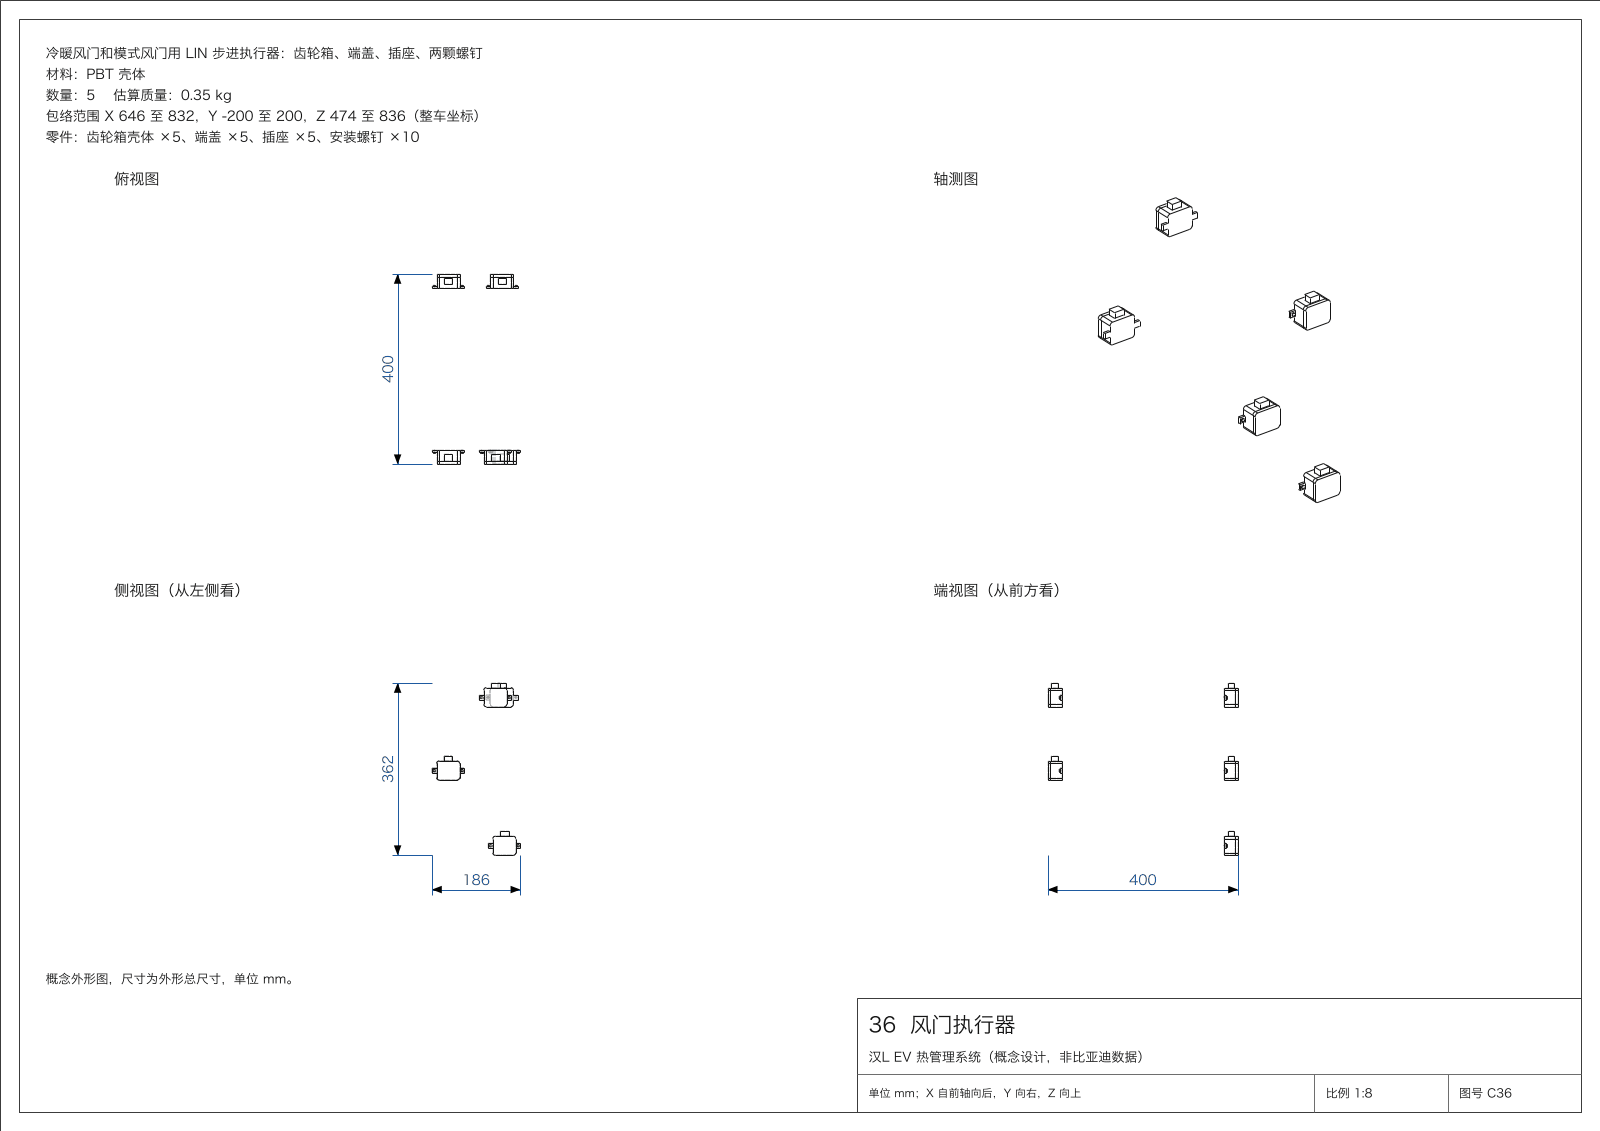 冷暖风门和模式风门用 LIN 步进执行器：齿轮箱、端盖、插座、两颗螺钉
材料：PBT 壳体
数量：5 估算质量：0.35 kg
包络范围 X 646 至 832，Y -200 至 200，Z 474 至 836（整车坐标）
零件：齿轮箱壳体 ×5、端盖 ×5、插座 ×5、安装螺钉 ×10
俯视图
轴测图
400
侧视图（从左侧看）
端视图（从前方看）
362
186
400
概念外形图，尺寸为外形总尺寸，单位 mm。
36 风门执行器
汉L EV 热管理系统（概念设计，非比亚迪数据）
单位 mm；X 自前轴向后，Y 向右，Z 向上
比例 1:8
图号 C36